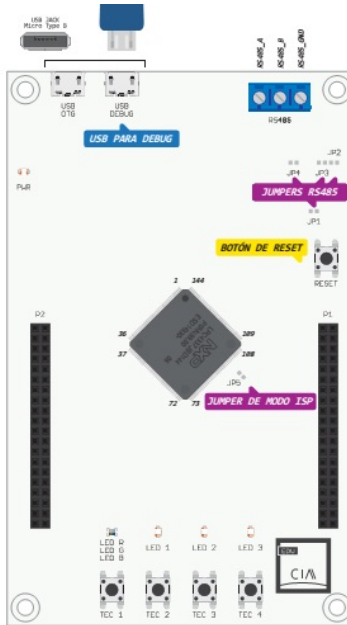 USB JACK
Micro Type B
RS485_A
RS485_B
RS485_GND
USB
OTG
USB
DEBUG
RS485
USB PARA DEBUG
JP2
JP4
JP3
PWR
JUMPERS RS485
JP1
BOTÓN DE RESET
RESET
1
144
P2
P1
36
109
37
108
NXP
JP5
72
73
JUMPER DE MODO ISP
LED R
LED G
LED B
LED 1
LED 2
LED 3
EDU
CIAA
TEC 1
TEC 2
TEC 3
TEC 4